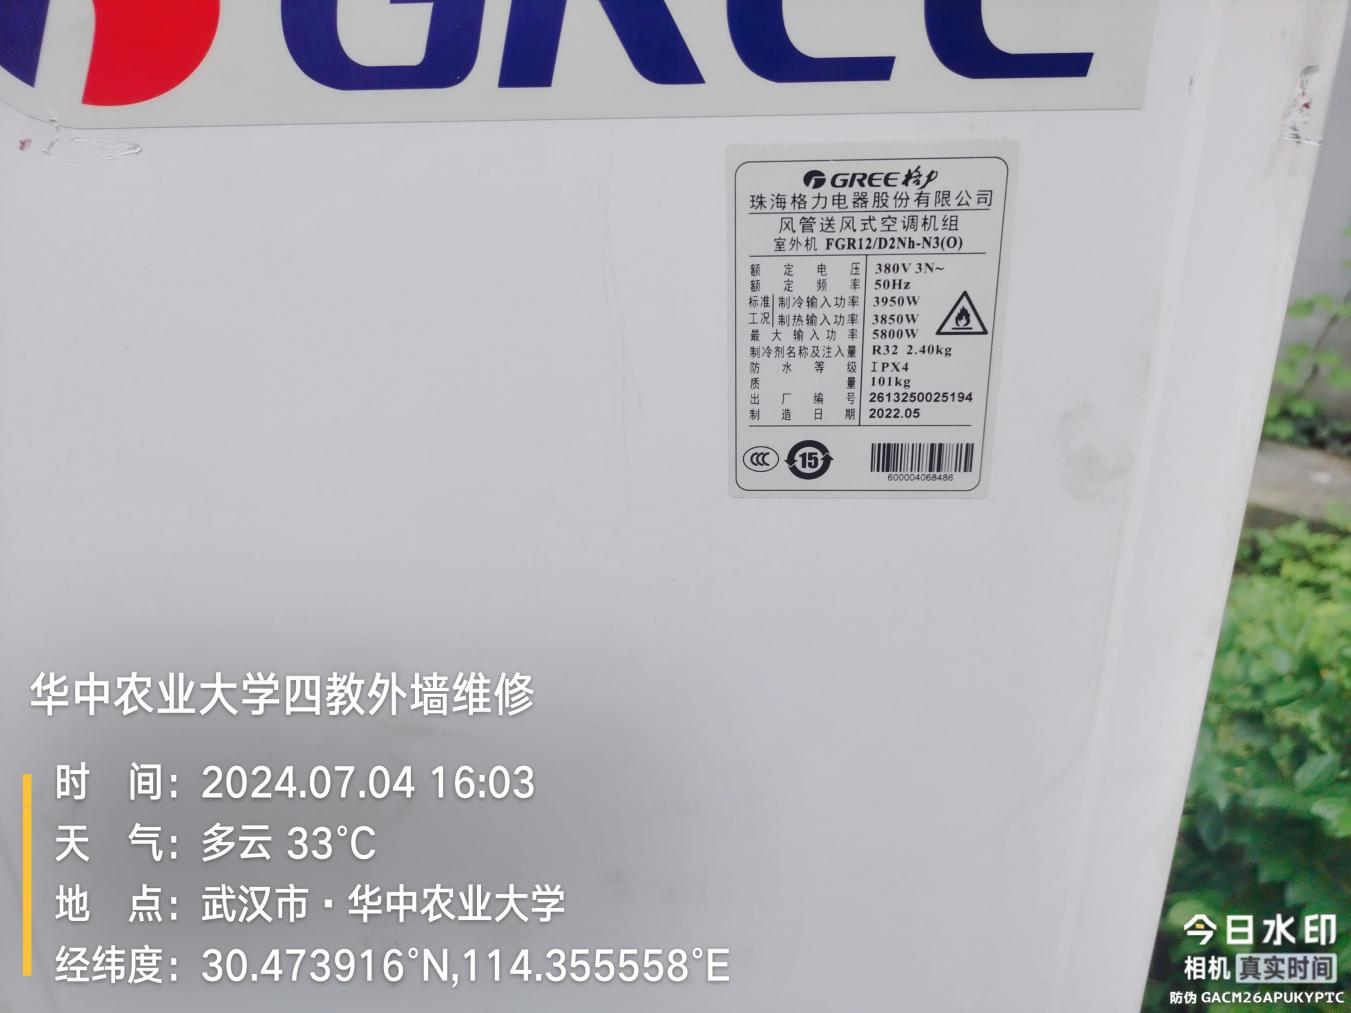 GREE
GREE格力
珠海格力电器股份有限公司
风管送风式空调机组
室外机 FGR12/D2Nh-N3(O)
额定电压 380V 3N~
额定频率 50Hz
标准工况 制冷输入功率 3950W
制热输入功率 3850W
最大输入功率 5800W
制冷剂名称及注入量 R32 2.40kg
防水等级 IPX4
质量 101kg
出厂编号 2613250025194
制造日期 2022.05
CCC 15
600004068486
华中农业大学四教外墙维修
时 间：2024.07.04 16:03
天 气：多云 33°C
地 点：武汉市·华中农业大学
经纬度：30.473916°N,114.355558°E
今日水印
相机 真实时间
防伪 GACM26APUKYPTC